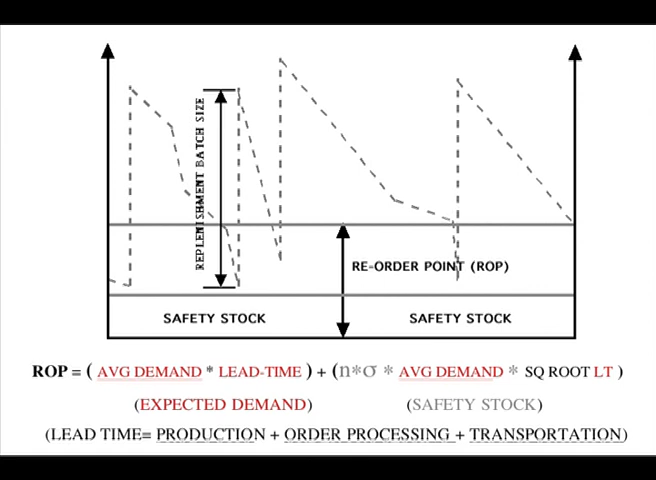 REPLENISHMENT BATCH SIZE
RE-ORDER POINT (ROP)
SAFETY STOCK SAFETY STOCK
ROP = ( AVG DEMAND * LEAD-TIME ) + (n*σ * AVG DEMAND * SQ ROOT LT )
(EXPECTED DEMAND) (SAFETY STOCK)
(LEAD TIME= PRODUCTION + ORDER PROCESSING + TRANSPORTATION)